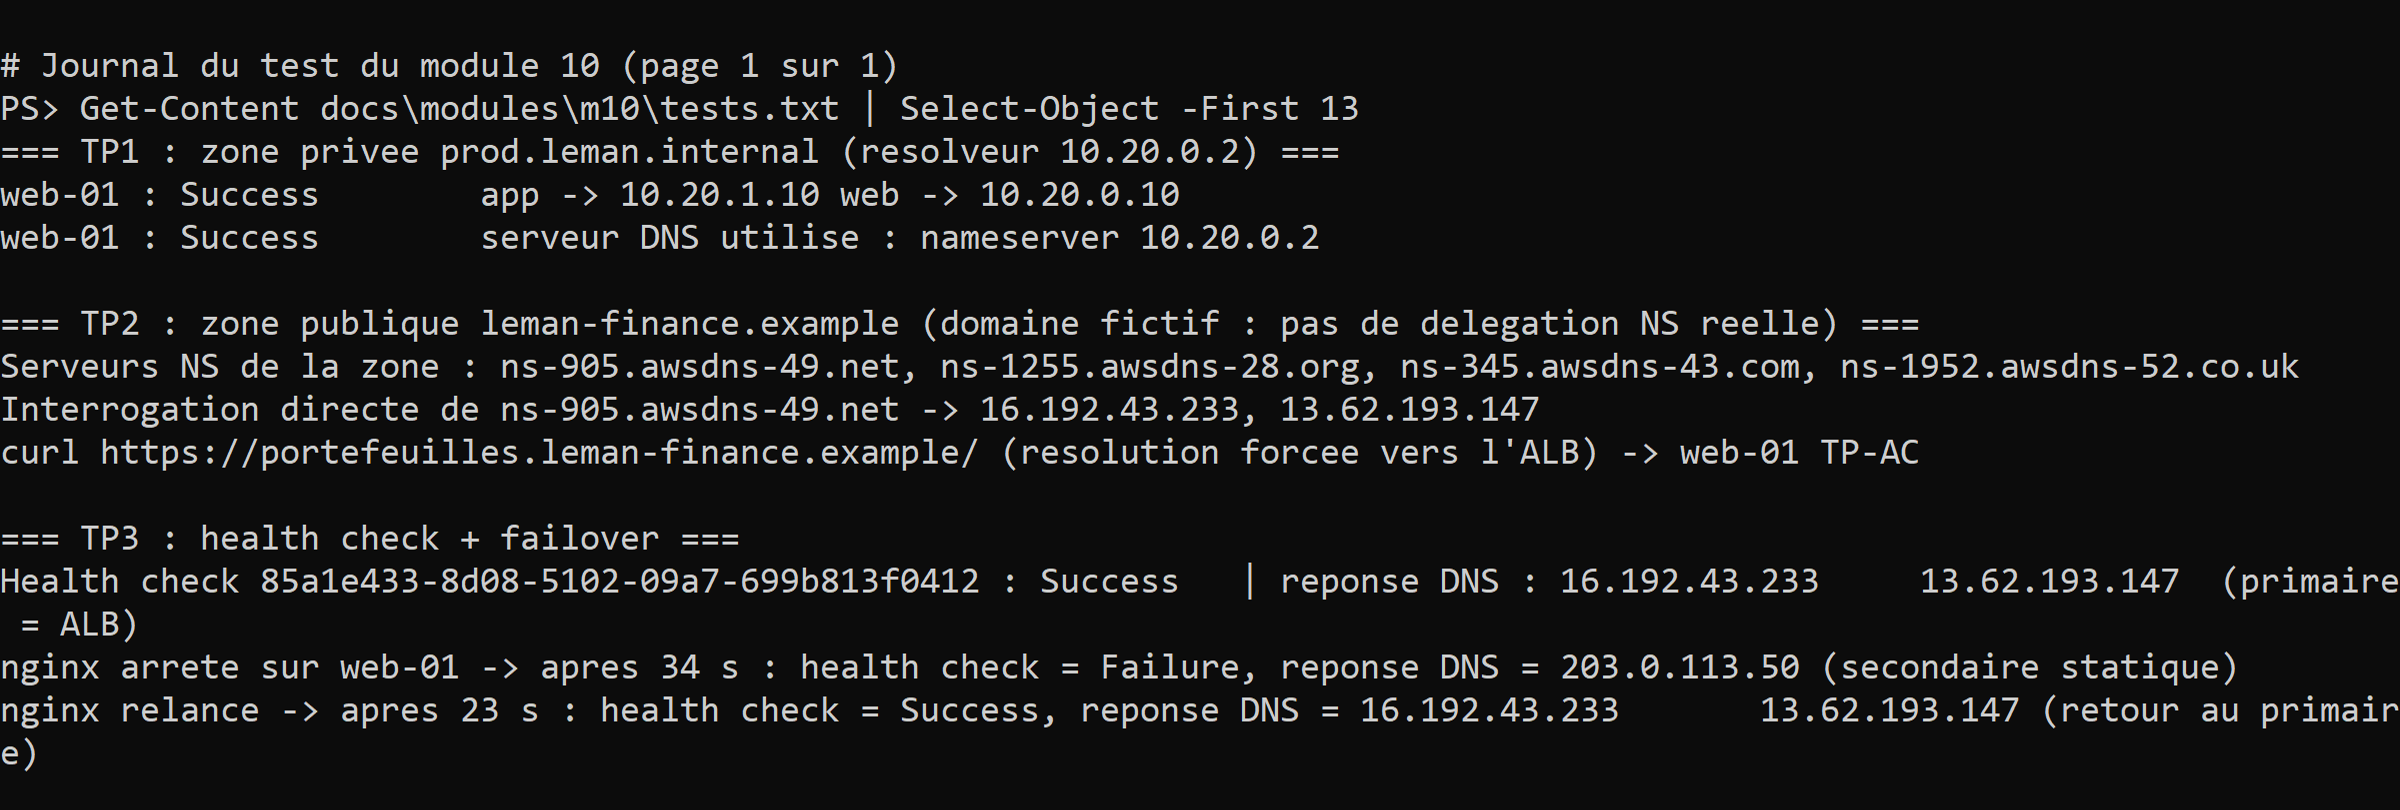 # Journal du test du module 10 (page 1 sur 1)
PS> Get-Content docs\modules\m10\tests.txt | Select-Object -First 13
=== TP1 : zone privee prod.leman.internal (resolveur 10.20.0.2) ===
web-01 : Success        app -> 10.20.1.10 web -> 10.20.0.10
web-01 : Success        serveur DNS utilise : nameserver 10.20.0.2
=== TP2 : zone publique leman-finance.example (domaine fictif : pas de delegation NS reelle) ===
Serveurs NS de la zone : ns-905.awsdns-49.net, ns-1255.awsdns-28.org, ns-345.awsdns-43.com, ns-1952.awsdns-52.co.uk
Interrogation directe de ns-905.awsdns-49.net -> 16.192.43.233, 13.62.193.147
curl https://portefeuilles.leman-finance.example/ (resolution forcee vers l'ALB) -> web-01 TP-AC
=== TP3 : health check + failover ===
Health check 85a1e433-8d08-5102-09a7-699b813f0412 : Success   | reponse DNS : 16.192.43.233     13.62.193.147  (primaire
 = ALB)
nginx arrete sur web-01 -> apres 34 s : health check = Failure, reponse DNS = 203.0.113.50 (secondaire statique)
nginx relance -> apres 23 s : health check = Success, reponse DNS = 16.192.43.233       13.62.193.147 (retour au primair
e)